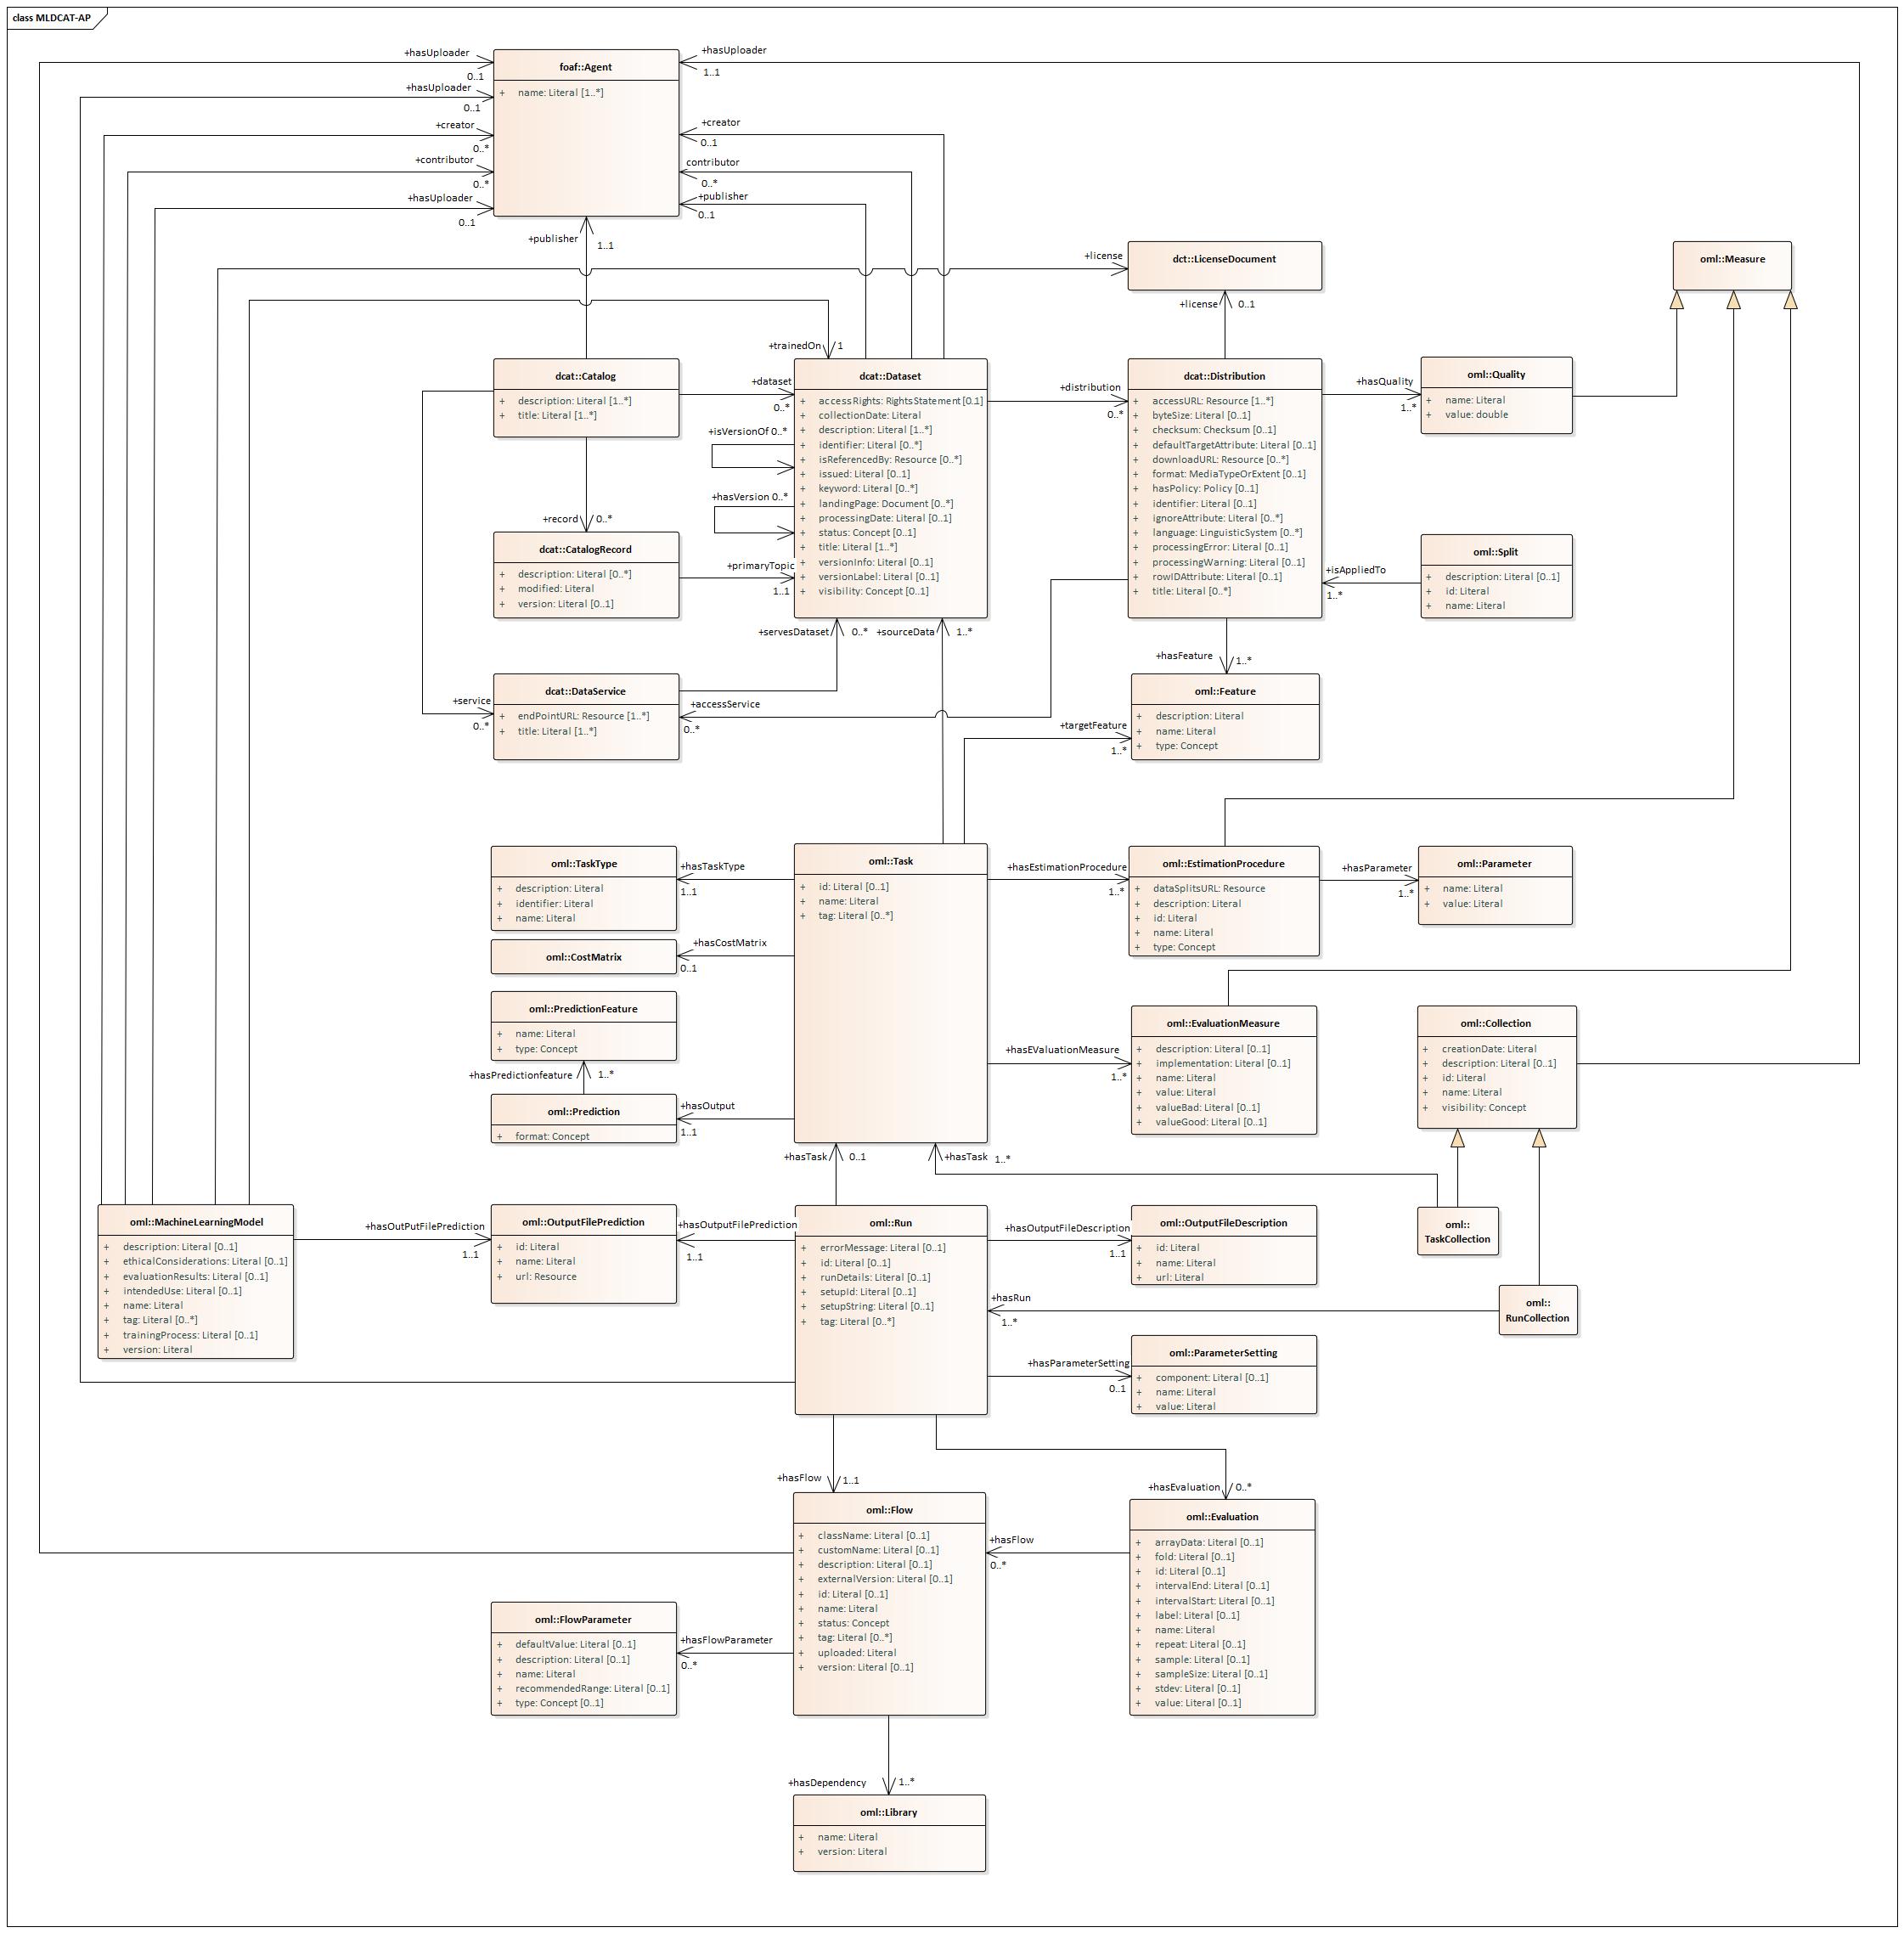 class MLDCAT-AP
+hasUploader
0..1
+hasUploader
0..1
+creator
0..*
+contributor
0..*
+hasUploader
0..1
foaf::Agent
+ name: Literal [1..*]
+hasUploader
1..1
+creator
0..1
contributor
0..*
+publisher
0..1
+publisher
1..1
+license
dct::LicenseDocument
+license
0..1
oml::Measure
+trainedOn
1
dcat::Catalog
+ description: Literal [1..*]
+ title: Literal [1..*]
+dataset
0..*
dcat::Dataset
+ accessRights: RightsStatement [0.1]
+ collectionDate: Literal
+ description: Literal [1..*]
+ identifier: Literal [0..*]
+ isReferencedBy: Resource [0..*]
+ issued: Literal [0..1]
+ keyword: Literal [0..*]
+ landingPage: Document [0..*]
+ processingDate: Literal [0..1]
+ status: Concept [0..1]
+ title: Literal [1..*]
+ versionInfo: Literal [0..1]
+ versionLabel: Literal [0..1]
+ visibility: Concept [0..1]
+isVersionOf 0..*
+hasVersion 0..*
+distribution
0..*
dcat::Distribution
+ accessURL: Resource [1..*]
+ byteSize: Literal [0..1]
+ checksum: Checksum [0..1]
+ defaultTargetAttribute: Literal [0..1]
+ downloadURL: Resource [0..*]
+ format: MediaTypeOrExtent [0..1]
+ hasPolicy: Policy [0..1]
+ identifier: Literal [0..1]
+ ignoreAttribute: Literal [0..*]
+ language: LinguisticSystem [0..*]
+ processingError: Literal [0..1]
+ processingWarning: Literal [0..1]
+ rowIDAttribute: Literal [0..1]
+ title: Literal [0..*]
+hasQuality
1..*
oml::Quality
+ name: Literal
+ value: double
+record
0..*
dcat::CatalogRecord
+ description: Literal [0..*]
+ modified: Literal
+ version: Literal [0..1]
+primaryTopic
1..1
+isAppliedTo
1..*
oml::Split
+ description: Literal [0..1]
+ id: Literal
+ name: Literal
+servesDataset
0..*
+sourceData
1..*
+hasFeature
1..*
+service
0..*
dcat::DataService
+ endPointURL: Resource [1..*]
+ title: Literal [1..*]
+accessService
0..*
+targetFeature
1..*
oml::Feature
+ description: Literal
+ name: Literal
+ type: Concept
oml::TaskType
+ description: Literal
+ identifier: Literal
+ name: Literal
+hasTaskType
1..1
oml::Task
+ id: Literal [0..1]
+ name: Literal
+ tag: Literal [0..*]
+hasEstimationProcedure
1..*
oml::EstimationProcedure
+ dataSplitsURL: Resource
+ description: Literal
+ id: Literal
+ name: Literal
+ type: Concept
+hasParameter
1..*
oml::Parameter
+ name: Literal
+ value: Literal
oml::CostMatrix
+hasCostMatrix
0..1
oml::PredictionFeature
+ name: Literal
+ type: Concept
+hasPredictionfeature
1..*
oml::Prediction
+ format: Concept
+hasOutput
1..1
+hasEValuationMeasure
1..*
oml::EvaluationMeasure
+ description: Literal [0..1]
+ implementation: Literal [0..1]
+ name: Literal
+ value: Literal
+ valueBad: Literal [0..1]
+ valueGood: Literal [0..1]
oml::Collection
+ creationDate: Literal
+ description: Literal [0..1]
+ id: Literal
+ name: Literal
+ visibility: Concept
+hasTask
0..1
+hasTask
1..*
oml::MachineLearningModel
+ description: Literal [0..1]
+ ethicalConsiderations: Literal [0..1]
+ evaluationResults: Literal [0..1]
+ intendedUse: Literal [0..1]
+ name: Literal
+ tag: Literal [0..*]
+ trainingProcess: Literal [0..1]
+ version: Literal
+hasOutPutFilePrediction
1..1
oml::OutputFilePrediction
+ id: Literal
+ name: Literal
+ url: Resource
+hasOutputFilePrediction
1..1
oml::Run
+ errorMessage: Literal [0..1]
+ id: Literal [0..1]
+ runDetails: Literal [0..1]
+ setupId: Literal [0..1]
+ setupString: Literal [0..1]
+ tag: Literal [0..*]
+hasOutputFileDescription
1..1
oml::OutputFileDescription
+ id: Literal
+ name: Literal
+ url: Literal
oml::
TaskCollection
+hasRun
1..*
oml::
RunCollection
+hasParameterSetting
0..1
oml::ParameterSetting
+ component: Literal [0..1]
+ name: Literal
+ value: Literal
+hasFlow
1..1
+hasEvaluation
0..*
oml::Flow
+ className: Literal [0..1]
+ customName: Literal [0..1]
+ description: Literal [0..1]
+ externalVersion: Literal [0..1]
+ id: Literal [0..1]
+ name: Literal
+ status: Concept
+ tag: Literal [0..*]
+ uploaded: Literal
+ version: Literal [0..1]
+hasFlow
0..*
oml::Evaluation
+ arrayData: Literal [0..1]
+ fold: Literal [0..1]
+ id: Literal [0..1]
+ intervalEnd: Literal [0..1]
+ intervalStart: Literal [0..1]
+ label: Literal [0..1]
+ name: Literal
+ repeat: Literal [0..1]
+ sample: Literal [0..1]
+ sampleSize: Literal [0..1]
+ stdev: Literal [0..1]
+ value: Literal [0..1]
oml::FlowParameter
+ defaultValue: Literal [0..1]
+ description: Literal [0..1]
+ name: Literal
+ recommendedRange: Literal [0..1]
+ type: Concept [0..1]
+hasFlowParameter
0..*
+hasDependency
1..*
oml::Library
+ name: Literal
+ version: Literal